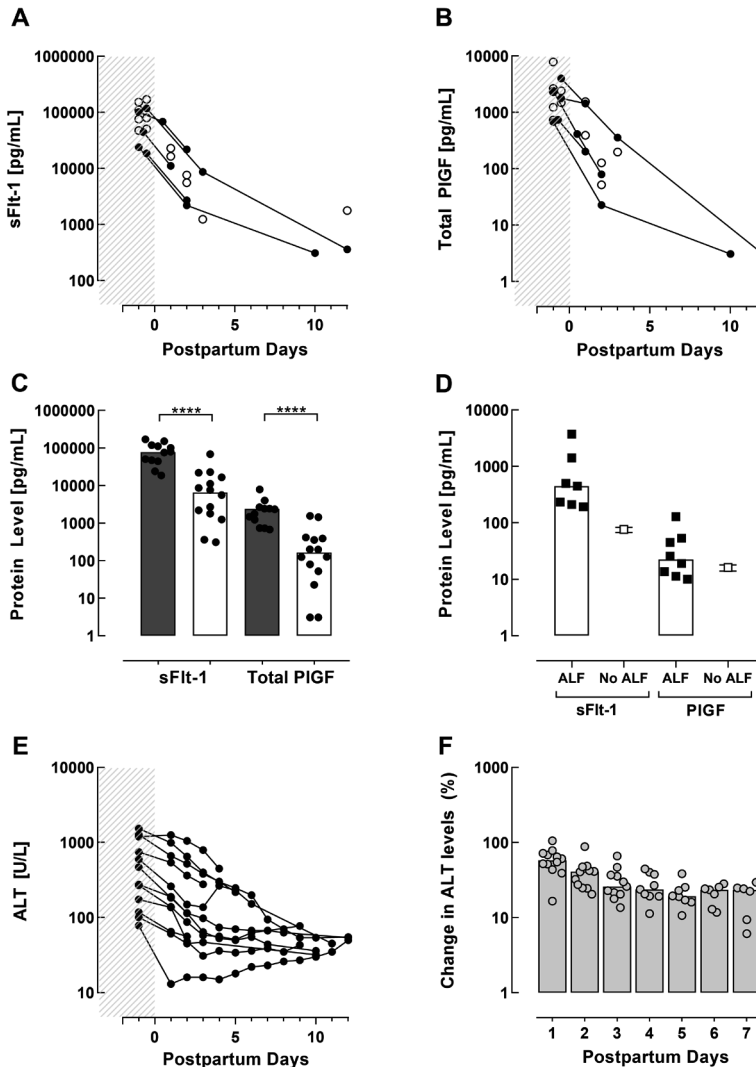 A
1000000
100000
10000
1000
100
sFlt-1 [pg/mL]
0
5
10
Postpartum Days
B
10000
1000
100
10
1
Total PlGF [pg/mL]
0
5
10
Postpartum Days
C
1000000
100000
10000
1000
100
10
1
Protein Level [pg/mL]
****
****
sFlt-1
Total PlGF
D
10000
1000
100
10
1
Protein Level [pg/mL]
ALF
No ALF
ALF
No ALF
sFlt-1
PlGF
E
10000
1000
100
10
ALT [U/L]
0
5
10
Postpartum Days
F
1000
100
10
1
Change in ALT levels (%)
1
2
3
4
5
6
7
Postpartum Days